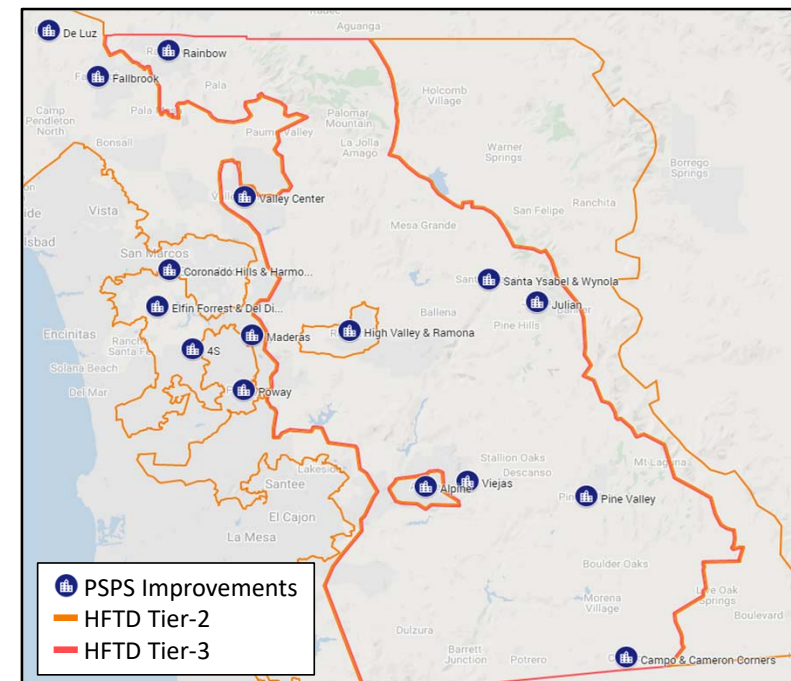 Aguanga
De Luz
Rainbow
Fallbrook
Pala
Holcomb
Village
Camp
Pendleton
North
Pala
Palomar
Mountain
Bonsall
Pauma Valley
La Jolla
Amago
Warner
Springs
Borrego
Springs
Valley Center
Ranchita
Vista
San Felipe
Mesa Grande
lsbad
San Marcos
Coronado Hills & Harmo...
Santa Ysabel & Wynola
Julian
Elfin Forrest & Del Di...
Ballena
Pine Hills
Encinitas
Rancho
Santa Fe
Maderas
High Valley & Ramona
4S
Solana Beach
Del Mar
Poway
Lakeside
Santee
Stallion Oaks
Descanso
Mt Laguna
Alpine
Viejas
Pine Valley
El Cajon
La Mesa
Boulder Oaks
Live Oak
Springs
Morena
Village
Boulevard
Dulzura
Barrett
Junction
Potrero
Campo & Cameron Corners
PSPS Improvements
HFTD Tier-2
HFTD Tier-3